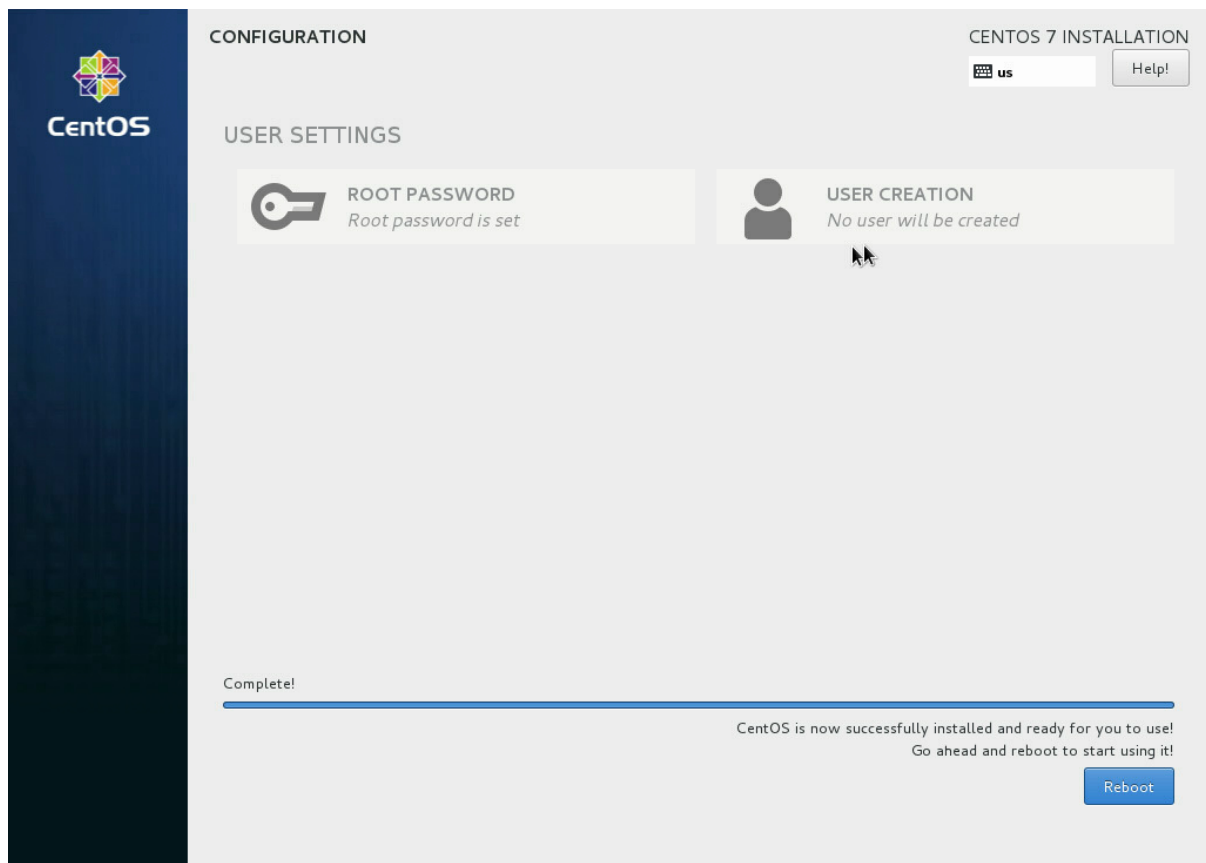 CentOS
CONFIGURATION
CENTOS 7 INSTALLATION
us
Help!
USER SETTINGS
ROOT PASSWORD
Root password is set
USER CREATION
No user will be created
Complete!
CentOS is now successfully installed and ready for you to use!
Go ahead and reboot to start using it!
Reboot